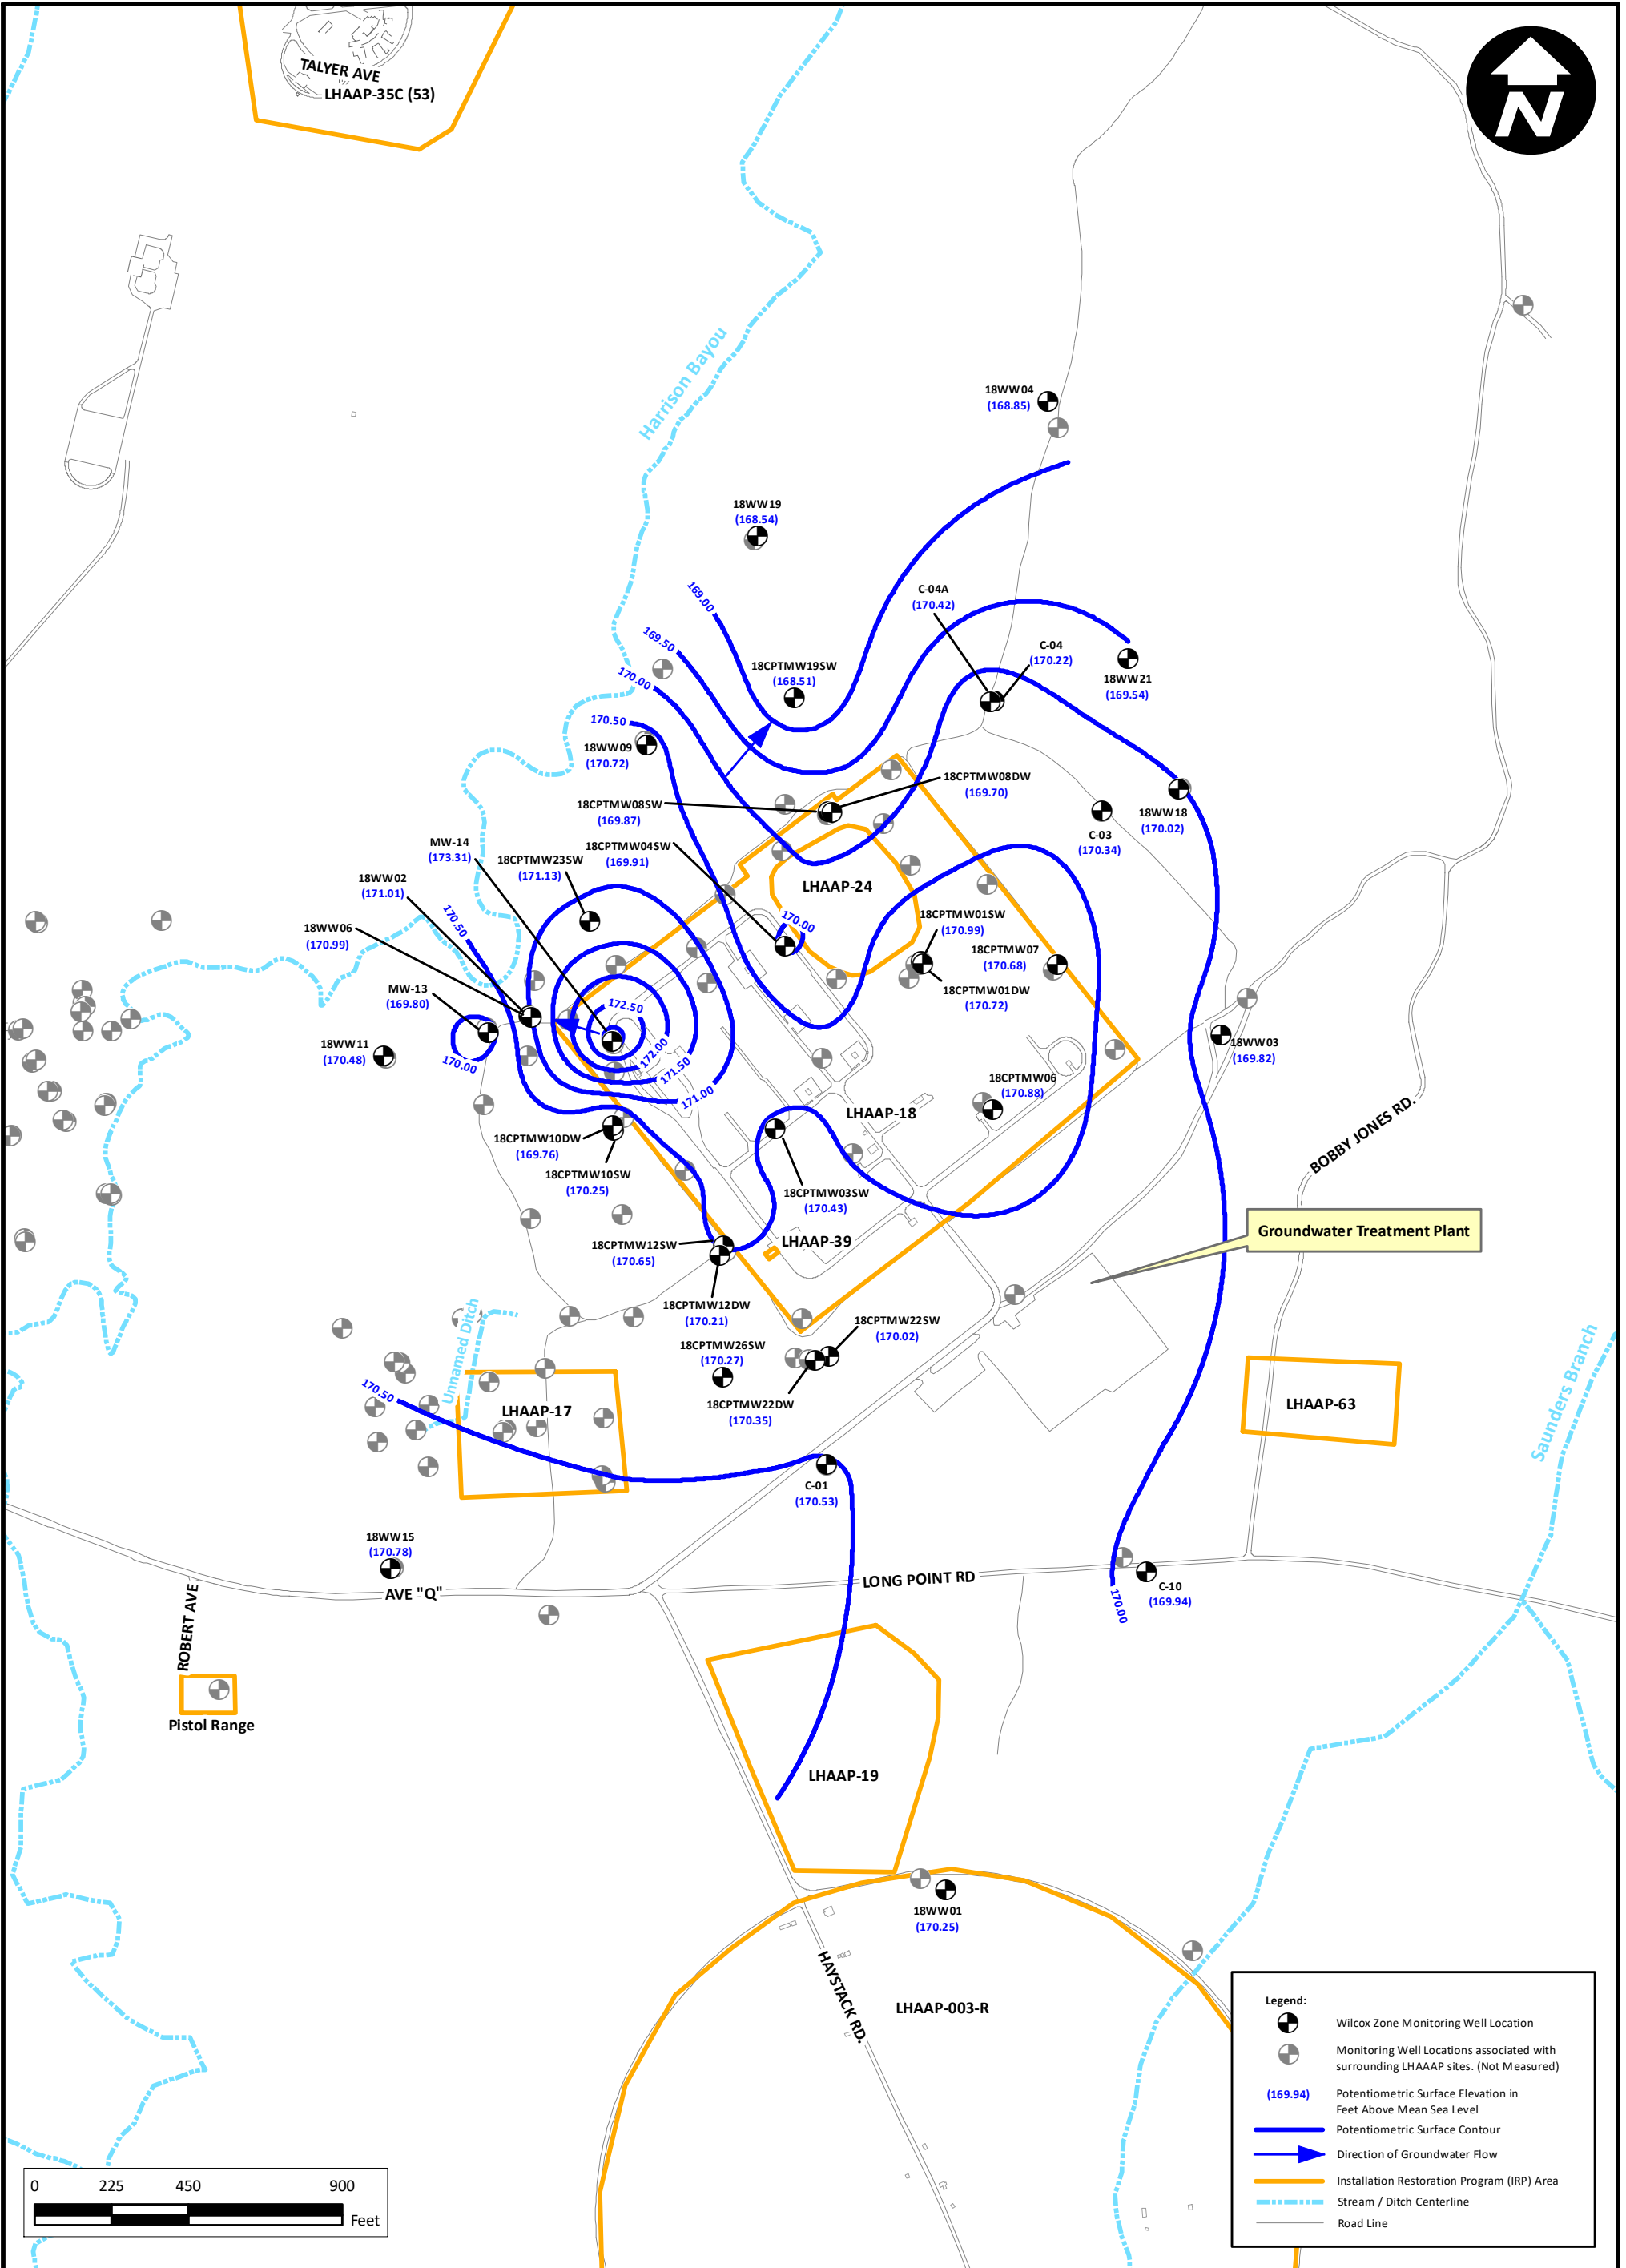 TALYER AVE
LHAAP-35C (53)
N
Harrison Bayou
18WW04
(168.85)
18WW19
(168.54)
169.00
C-04A
(170.42)
169.50
C-04
(170.22)
18CPTMW19SW
(168.51)
170.00
18WW21
(169.54)
170.50
18WW09
(170.72)
18CPTMW08DW
(169.70)
18CPTMW08SW
(169.87)
18WW18
(170.02)
C-03
(170.34)
MW-14
(173.31)
18CPTMW04SW
(169.91)
18CPTMW23SW
(171.13)
18WW02
(171.01)
LHAAP-24
170.50
170.00
18CPTMW01SW
(170.99)
18WW06
(170.99)
18CPTMW07
(170.68)
MW-13
(169.80)
18CPTMW01DW
(170.72)
172.50
18WW11
(170.48)
170.00
172.00
171.50
171.00
18WW03
(169.82)
18CPTMW06
(170.88)
LHAAP-18
BOBBY JONES RD.
18CPTMW10DW
(169.76)
18CPTMW10SW
(170.25)
18CPTMW03SW
(170.43)
Groundwater Treatment Plant
LHAAP-39
18CPTMW12SW
(170.65)
18CPTMW12DW
(170.21)
18CPTMW22SW
(170.02)
18CPTMW26SW
(170.27)
Unnamed Ditch
170.50
18CPTMW22DW
(170.35)
LHAAP-17
LHAAP-63
Saunders Branch
C-01
(170.53)
18WW15
(170.78)
AVE "Q"
LONG POINT RD
C-10
(169.94)
170.00
ROBERT AVE
Pistol Range
LHAAP-19
18WW01
(170.25)
HAYSTACK RD.
LHAAP-003-R
Legend:
Wilcox Zone Monitoring Well Location
Monitoring Well Locations associated with
surrounding LHAAAP sites. (Not Measured)
(169.94)
Potentiometric Surface Elevation in
Feet Above Mean Sea Level
Potentiometric Surface Contour
Direction of Groundwater Flow
Installation Restoration Program (IRP) Area
Stream / Ditch Centerline
Road Line
0 225 450 900
Feet